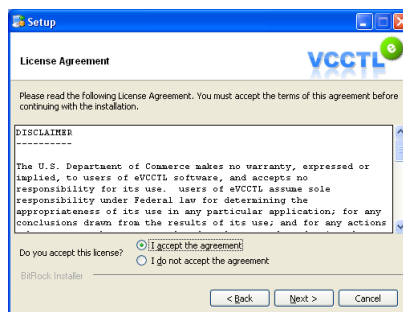 Setup
License Agreement
VCCTL
e
Please read the following License Agreement. You must accept the terms of this agreement before
continuing with the installation.
DISCLAIMER
----------
The U.S. Department of Commerce makes no warranty, expressed or
implied, to users of eVCCTL software, and accepts no
responsibility for its use.  users of eVCCTL assume sole
responsibility under Federal law for determining the
appropriateness of its use in any particular application; for any
conclusions drawn from the results of its use; and for any actions
Do you accept this license?
I accept the agreement
I do not accept the agreement
BitRock Installer
< Back
Next >
Cancel